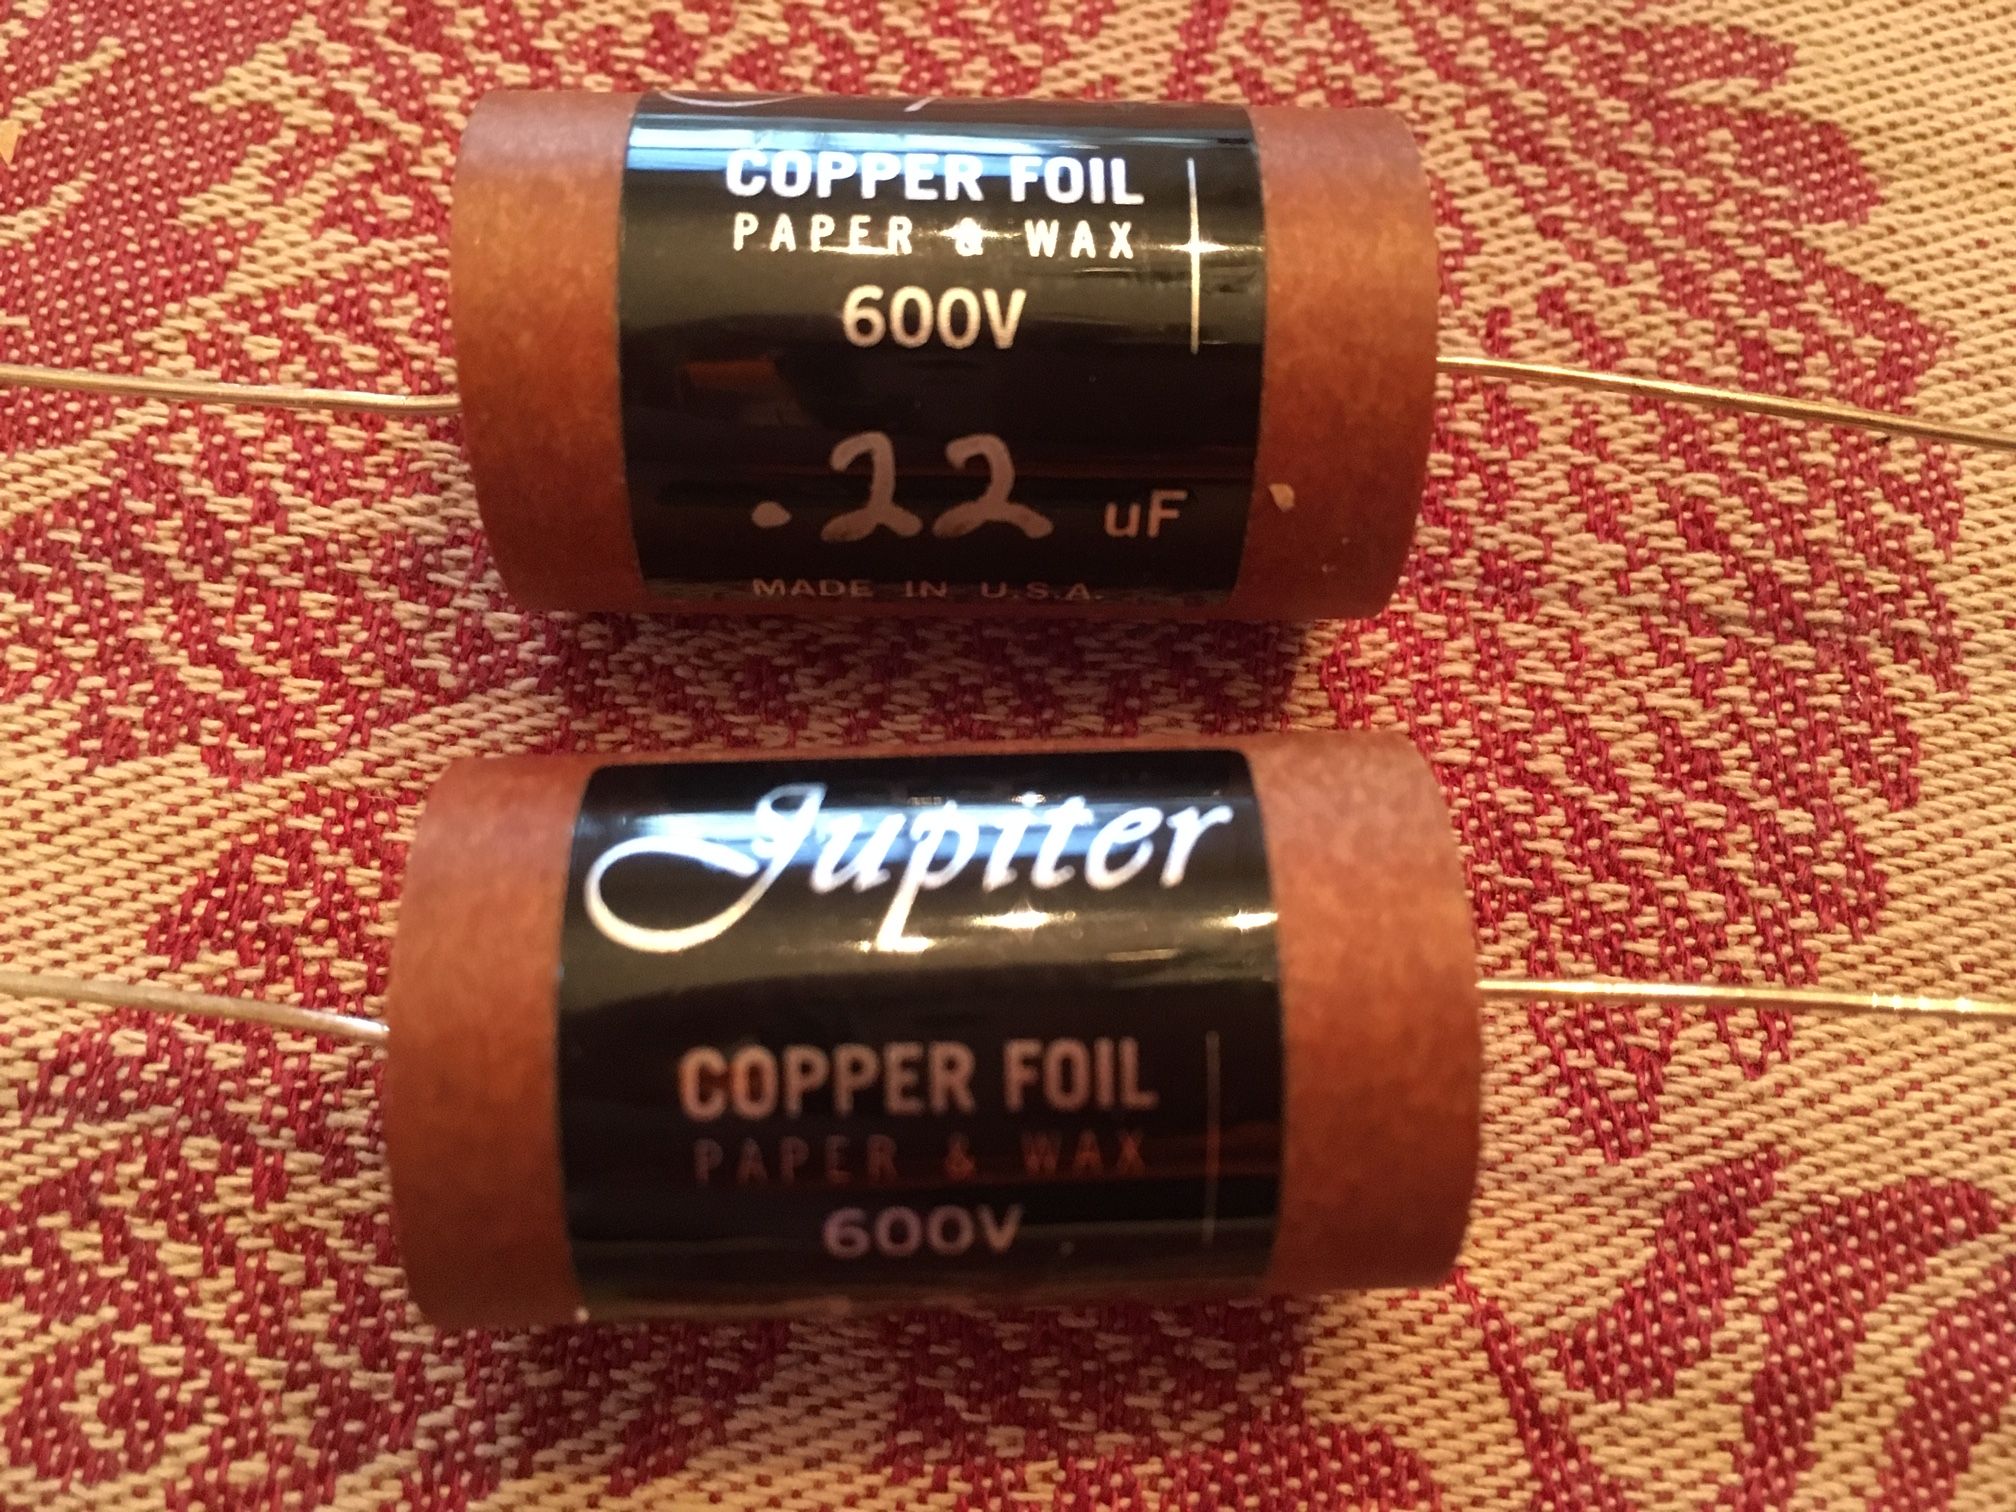 COPPER FOIL
PAPER & WAX
600V
.22 uF
MADE IN U.S.A.
Jupiter
COPPER FOIL
PAPER & WAX
600V